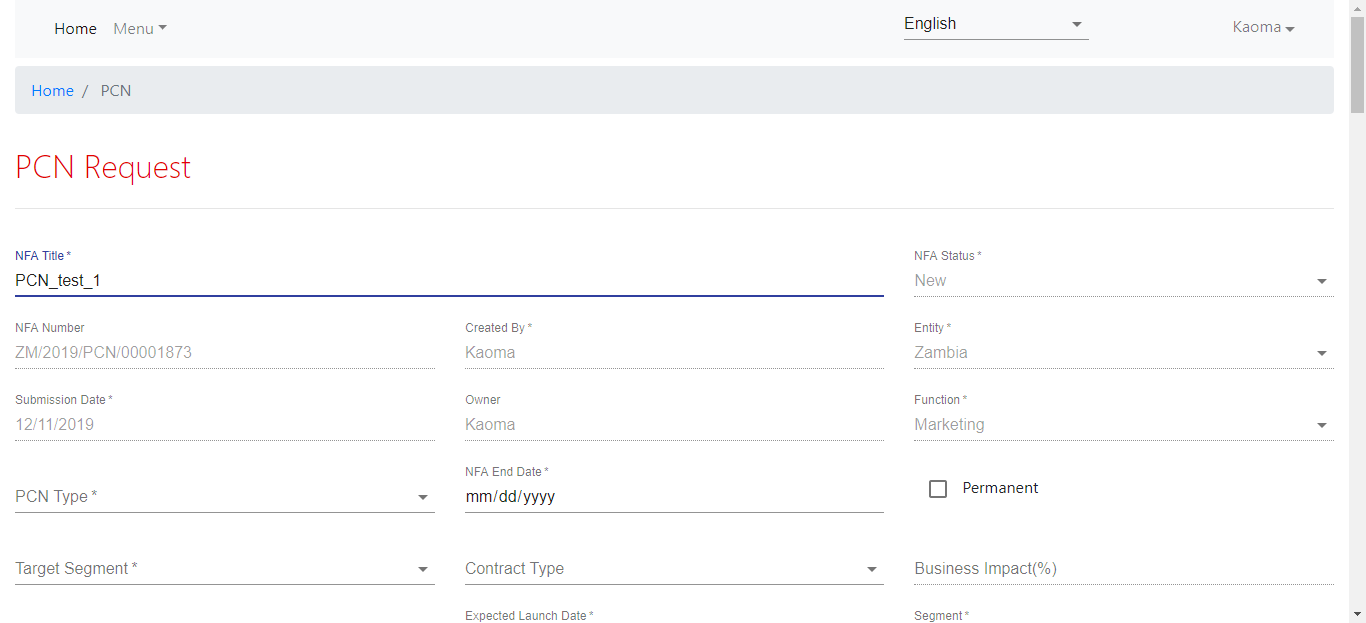 Home Menu English Kaoma
Home / PCN
PCN Request
NFA Title * NFA Status *
PCN_test_1 New
NFA Number Created By * Entity *
ZM/2019/PCN/00001873 Kaoma Zambia
Submission Date * Owner Function *
12/11/2019 Kaoma Marketing
NFA End Date *
PCN Type * mm/dd/yyyy Permanent
Target Segment * Contract Type Business Impact(%)
Expected Launch Date * Segment *